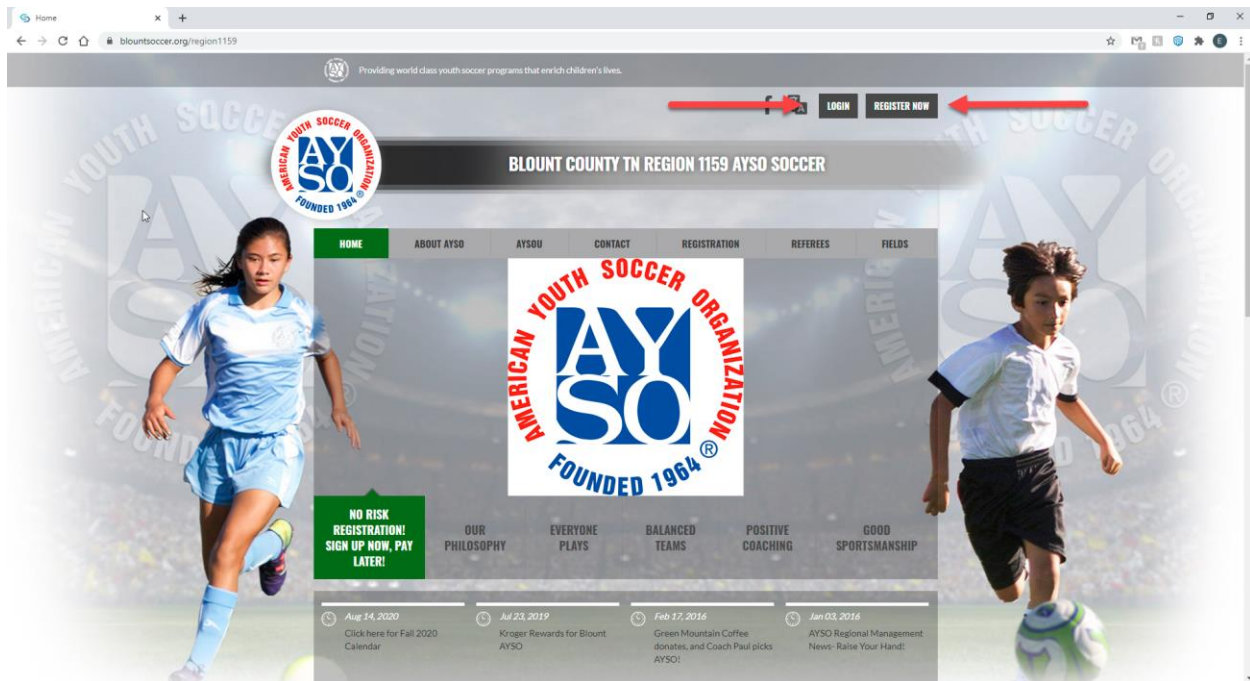 Home
blountsoccer.org/region1159
Providing world class youth soccer programs that enrich children's lives.
LOGIN
REGISTER NOW
AMERICAN YOUTH SOCCER ORGANIZATION
AYSO
FOUNDED 1964 ®
BLOUNT COUNTY TN REGION 1159 AYSO SOCCER
HOME ABOUT AYSO AYSOU CONTACT REGISTRATION REFEREES FIELDS
AMERICAN YOUTH SOCCER ORGANIZATION
AYSO
®
FOUNDED 1964
NO RISK
REGISTRATION!
SIGN UP NOW, PAY
LATER!
OUR
PHILOSOPHY
EVERYONE
PLAYS
BALANCED
TEAMS
POSITIVE
COACHING
GOOD
SPORTSMANSHIP
Aug 14, 2020
Click here for Fall 2020
Calendar
Jul 23, 2019
Kroger Rewards for Blount
AYSO
Feb 17, 2016
Green Mountain Coffee
donates, and Coach Paul picks
AYSO!
Jan 03, 2016
AYSO Regional Management
News- Raise Your Hand!